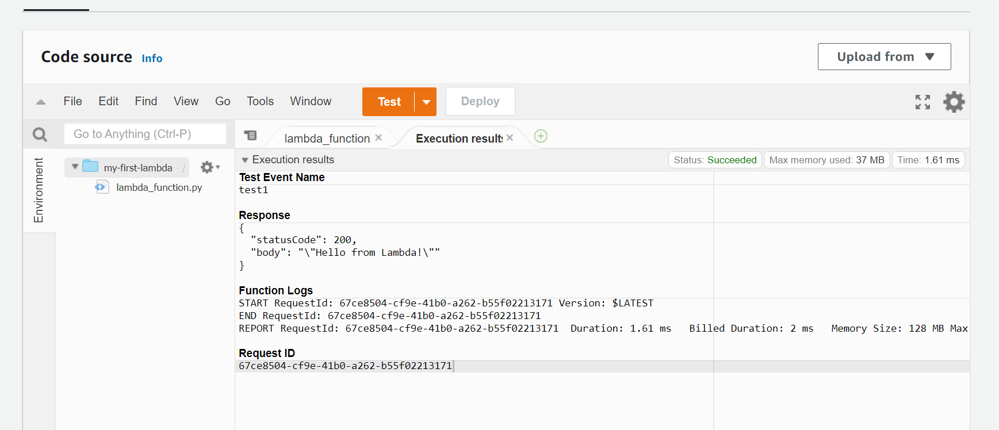 Code source Info
Upload from
File Edit Find View Go Tools Window
Test
Deploy
Go to Anything (Ctrl-P)
lambda_function
Execution results
Environment
my-first-lambda - /
lambda_function.py
Execution results
Status: Succeeded
Max memory used: 37 MB
Time: 1.61 ms
Test Event Name
test1
Response
{
"statusCode": 200,
"body": "\"Hello from Lambda!\""
}
Function Logs
START RequestId: 67ce8504-cf9e-41b0-a262-b55f02213171 Version: $LATEST
END RequestId: 67ce8504-cf9e-41b0-a262-b55f02213171
REPORT RequestId: 67ce8504-cf9e-41b0-a262-b55f02213171 Duration: 1.61 ms Billed Duration: 2 ms Memory Size: 128 MB Max
Request ID
67ce8504-cf9e-41b0-a262-b55f02213171